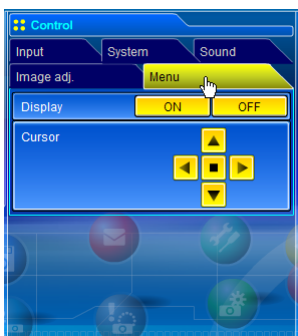 Control
Input System Sound
Image adj. Menu
Display ON OFF
Cursor